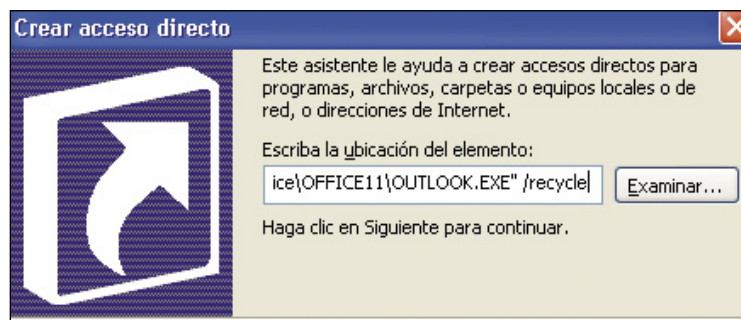 Crear acceso directo
Este asistente le ayuda a crear accesos directos para
programas, archivos, carpetas o equipos locales o de
red, o direcciones de Internet.
Escriba la ubicación del elemento:
ice\OFFICE11\OUTLOOK.EXE" /recycle
Examinar...
Haga clic en Siguiente para continuar.